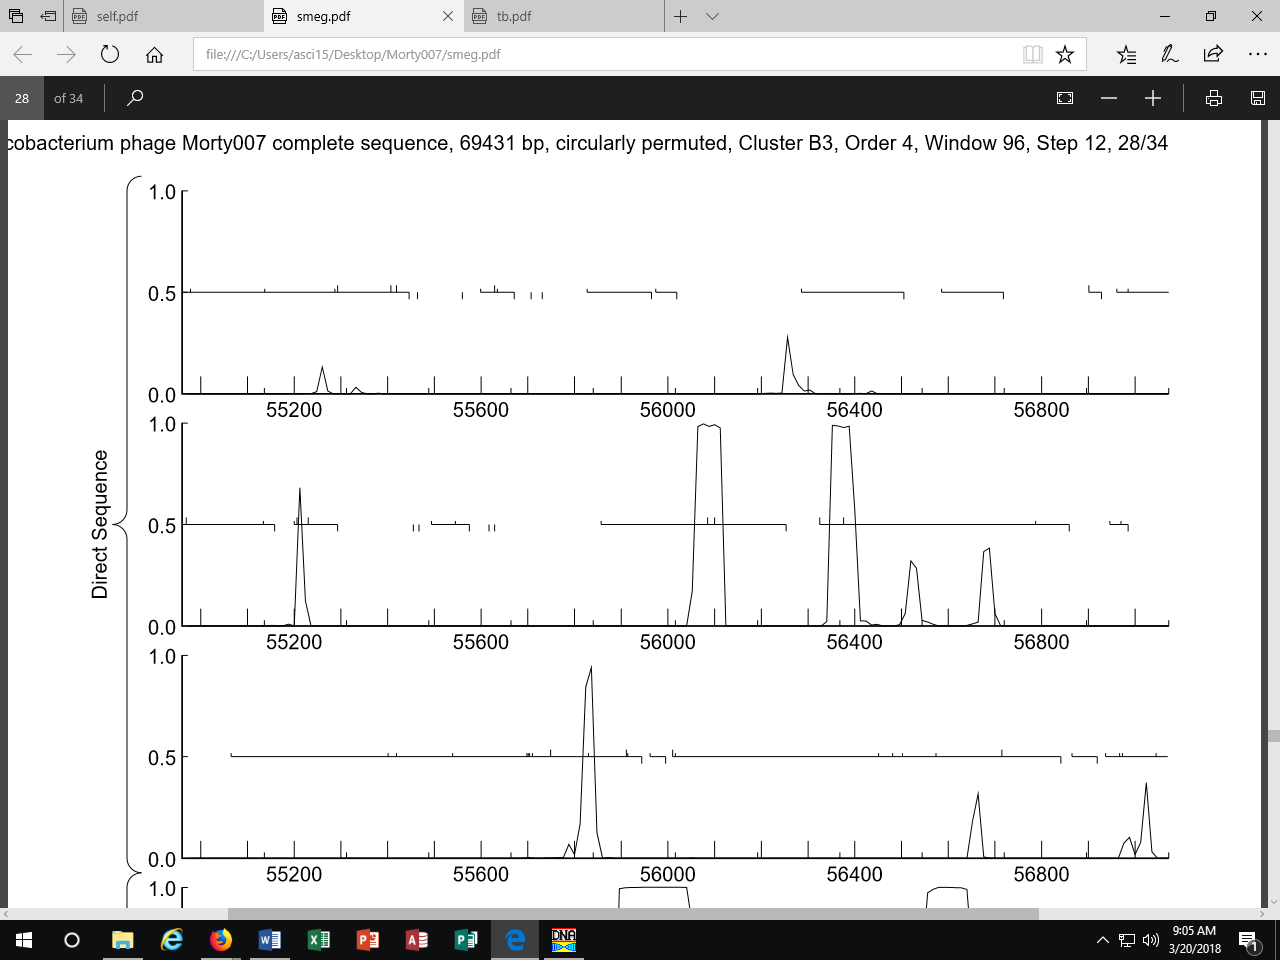 self.pdf
smeg.pdf
tb.pdf
file:///C:/Users/asci15/Desktop/Morty007/smeg.pdf
28 of 34
cobacterium phage Morty007 complete sequence, 69431 bp, circularly permuted, Cluster B3, Order 4, Window 96, Step 12, 28/34
1.0
0.5
0.0
55200 55600 56000 56400 56800
Direct Sequence
1.0
0.5
0.0
55200 55600 56000 56400 56800
1.0
0.5
0.0
55200 55600 56000 56400 56800
1.0
DNA
9:05 AM
3/20/2018
1